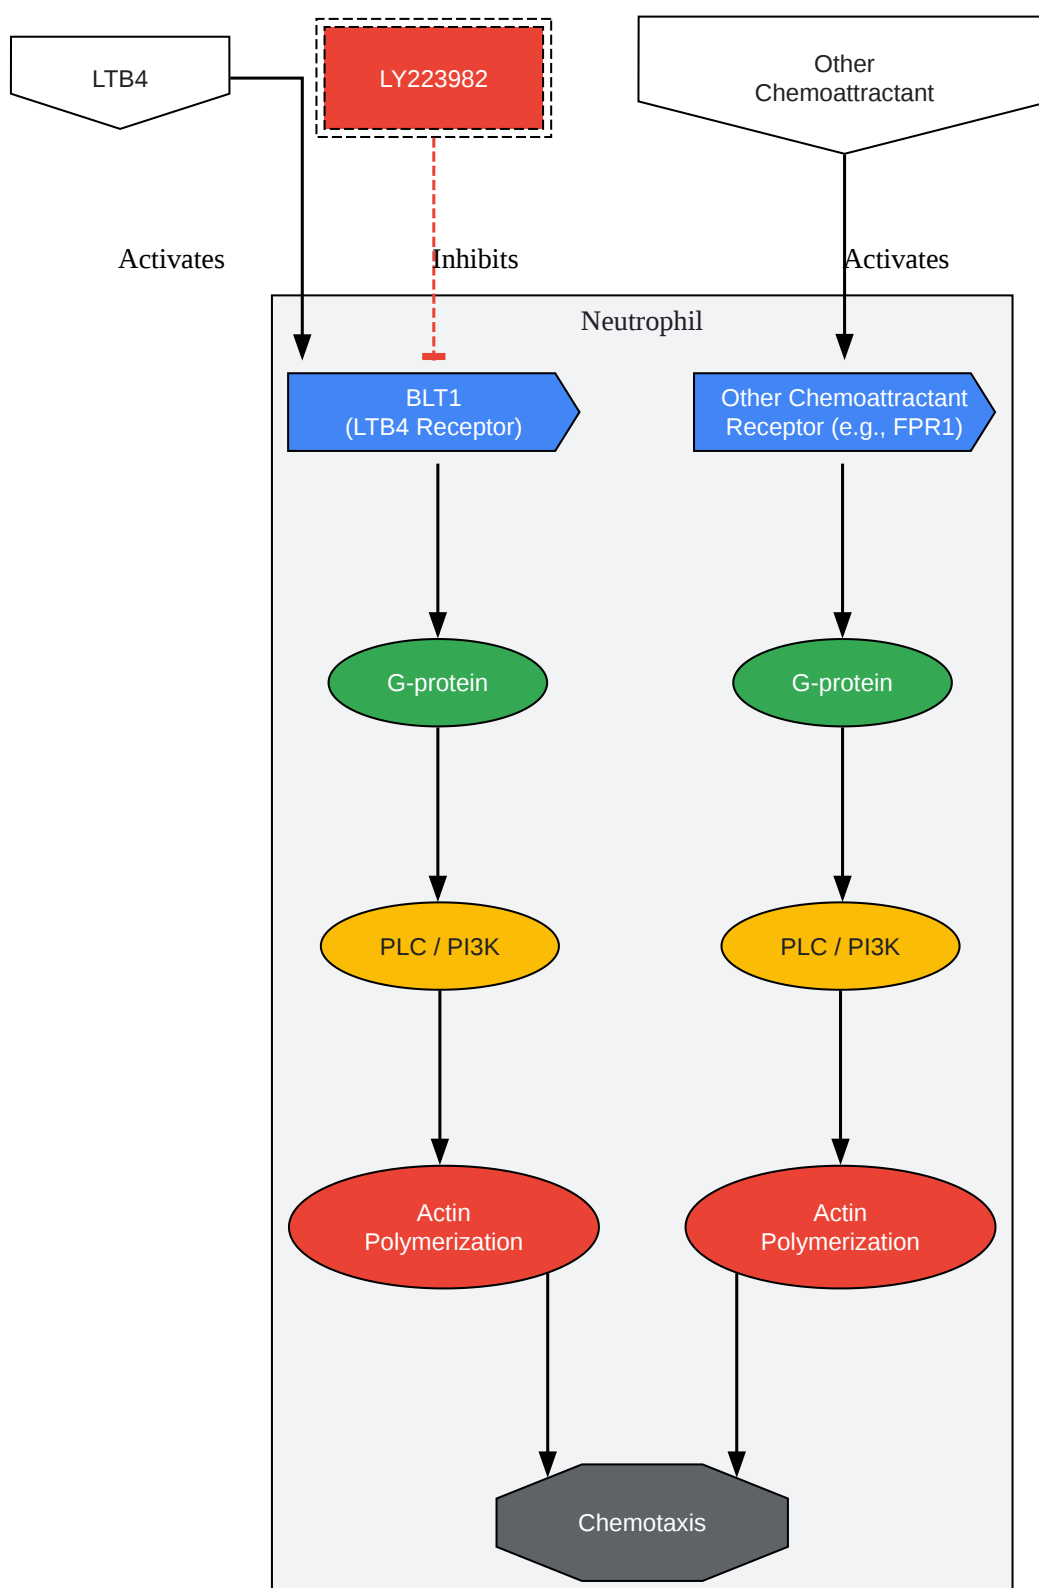 LTB4
LY223982
Other
Chemoattractant
Activates
Inhibits
Activates
Neutrophil
BLT1
(LTB4 Receptor)
Other Chemoattractant
Receptor (e.g., FPR1)
G-protein
G-protein
PLC / PI3K
PLC / PI3K
Actin
Polymerization
Actin
Polymerization
Chemotaxis